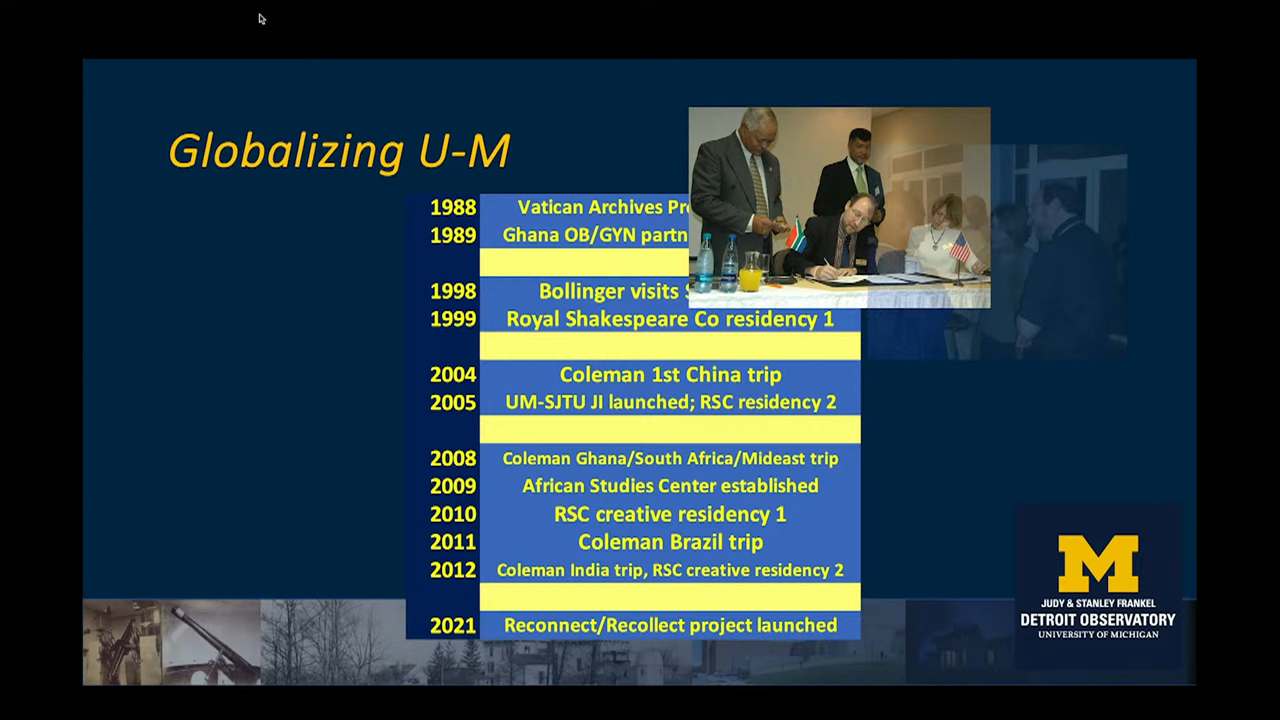 Globalizing U-M
1988 Vatican Archives
1989 Ghana OB/GYN
1998 Bollinger visits
1999 Royal Shakespeare Co residency 1
2004 Coleman 1st China trip
2005 UM-SJTU JI launched; RSC residency 2
2008 Coleman Ghana/South Africa/Mideast trip
2009 African Studies Center established
2010 RSC creative residency 1
2011 Coleman Brazil trip
2012 Coleman India trip, RSC creative residency 2
2021 Reconnect/Recollect project launched
M
JUDY & STANLEY FRANKEL
DETROIT OBSERVATORY
UNIVERSITY OF MICHIGAN